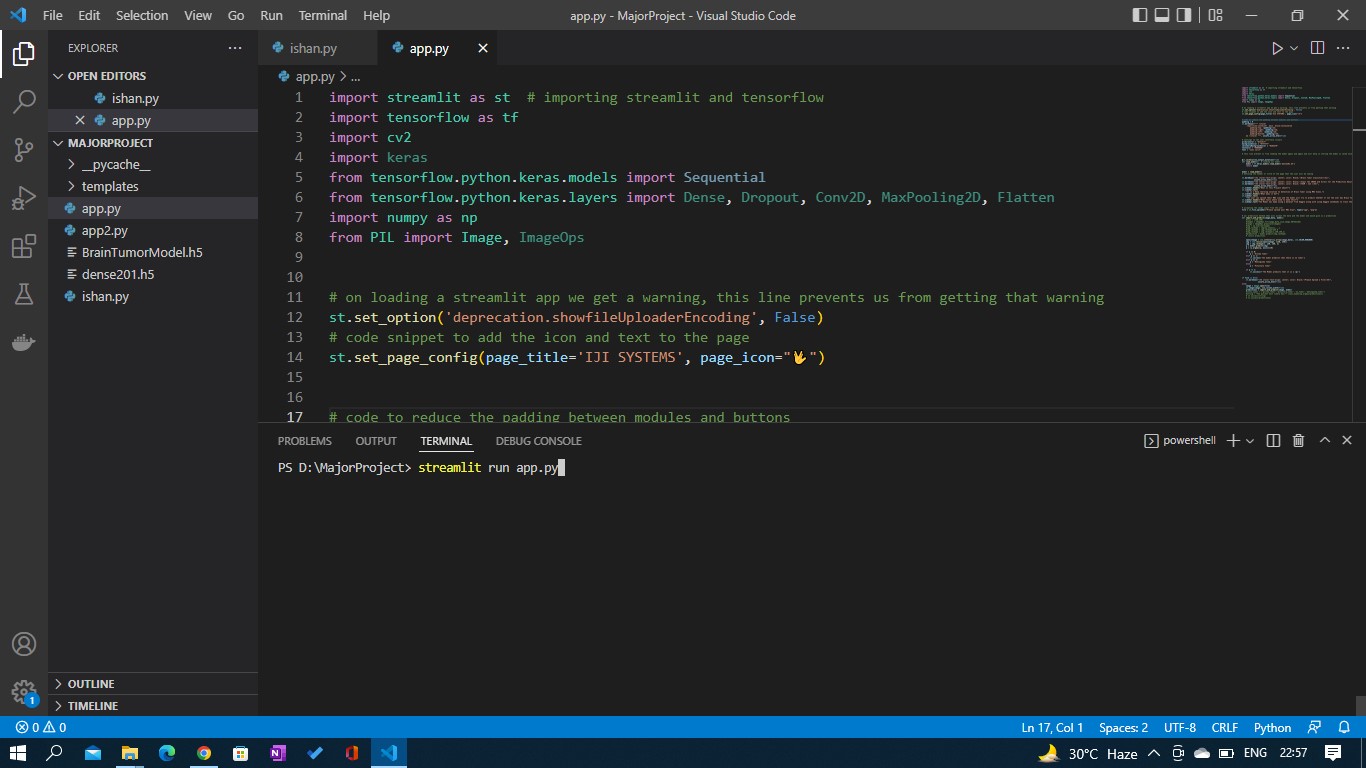 File Edit Selection View Go Run Terminal Help app.py - MajorProject - Visual Studio Code
EXPLORER
OPEN EDITORS
ishan.py
app.py
MAJORPROJECT
__pycache__
templates
app.py
app2.py
BrainTumorModel.h5
dense201.h5
ishan.py
OUTLINE
TIMELINE
ishan.py app.py
app.py > ...
1 import streamlit as st  # importing streamlit and tensorflow
2 import tensorflow as tf
3 import cv2
4 import keras
5 from tensorflow.python.keras.models import Sequential
6 from tensorflow.python.keras.layers import Dense, Dropout, Conv2D, MaxPooling2D, Flatten
7 import numpy as np
8 from PIL import Image, ImageOps
9
10
11 # on loading a streamlit app we get a warning, this line prevents us from getting that warning
12 st.set_option('deprecation.showfileUploaderEncoding', False)
13 # code snippet to add the icon and text to the page
14 st.set_page_config(page_title='IJI SYSTEMS', page_icon="🖖")
15
16
17 # code to reduce the padding between modules and buttons
PROBLEMS OUTPUT TERMINAL DEBUG CONSOLE powershell
PS D:\MajorProject> streamlit run app.py
1
0 0 Ln 17, Col 1 Spaces: 2 UTF-8 CRLF Python
30°C Haze ENG 22:57